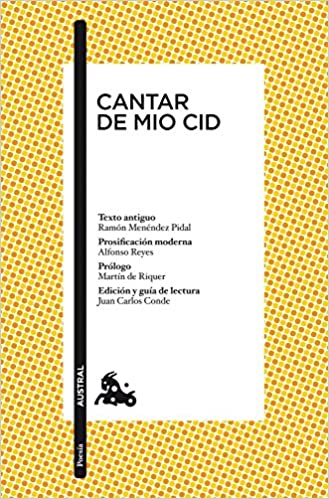 CANTAR
DE MIO CID
Texto antiguo
Ramón Menéndez Pidal
Prosificación moderna
Alfonso Reyes
Prólogo
Martín de Riquer
Edición y guía de lectura
Juan Carlos Conde
AUSTRAL
Poesía